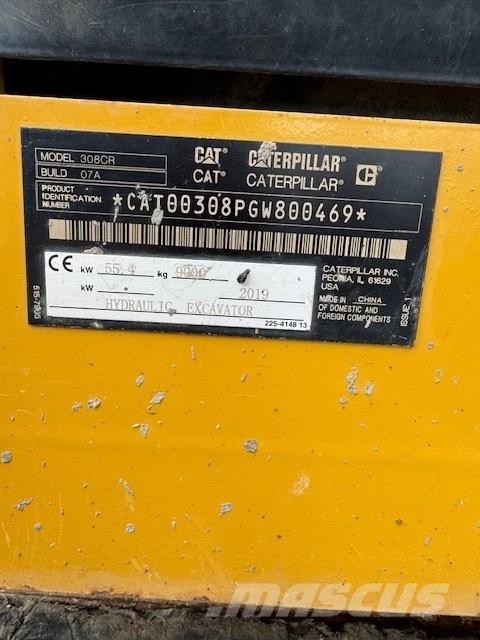 MODEL 308CR
BUILD 07A
CAT CATERPILLAR C
CAT CATERPILLAR C
PRODUCT IDENTIFICATION NUMBER *CAT00308PGW800469*
CE kW 55.4 kg 9000
kW 2019
HYDRAULIC EXCAVATOR
225-4148 13
CATERPILLAR INC.
PEORIA, IL 61629
USA
MADE IN CHINA
OF DOMESTIC AND
FOREIGN COMPONENTS
mascus